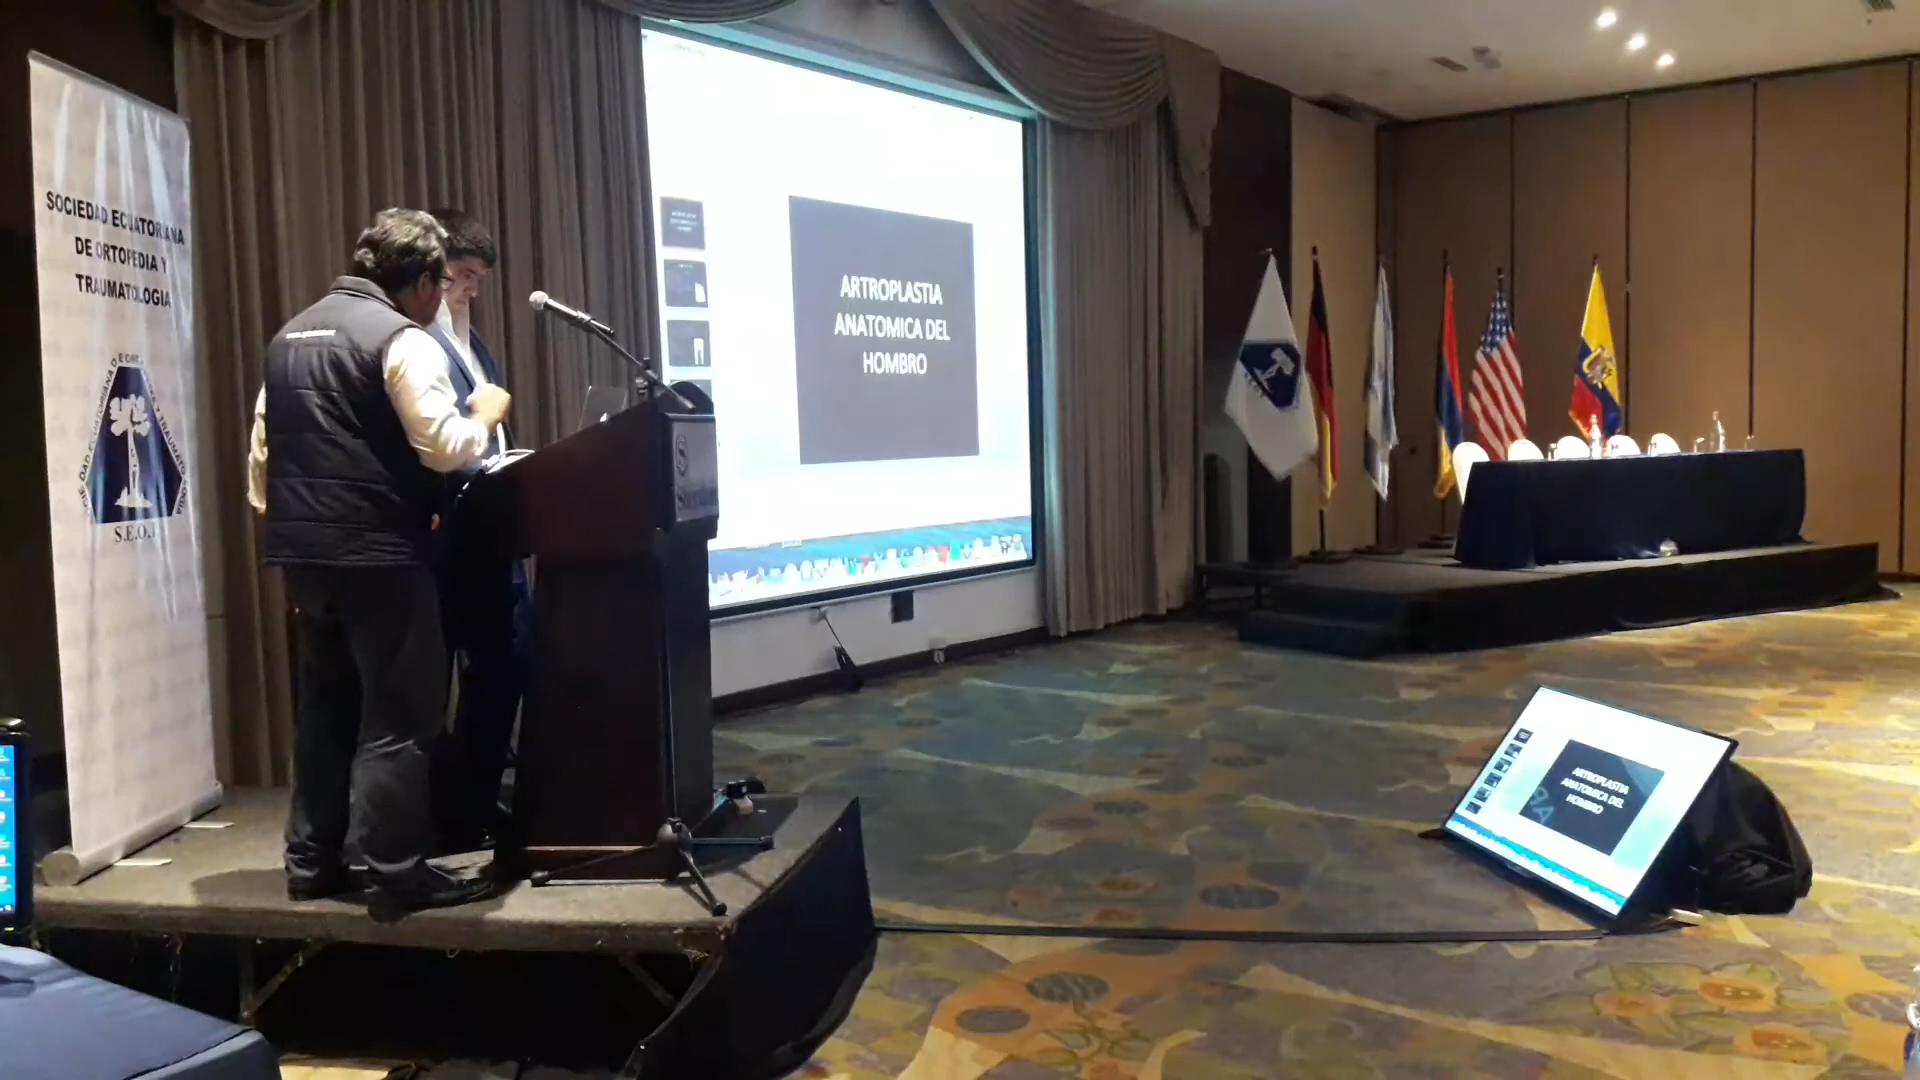 SOCIEDAD ECUATORIANA
DE ORTOPEDIA Y
TRAUMATOLOGIA
S.E.O.T
ARTROPLASTIA
ANATOMICA DEL
HOMBRO
ARTROPLASTIA
ANATOMICA DEL
HOMBRO